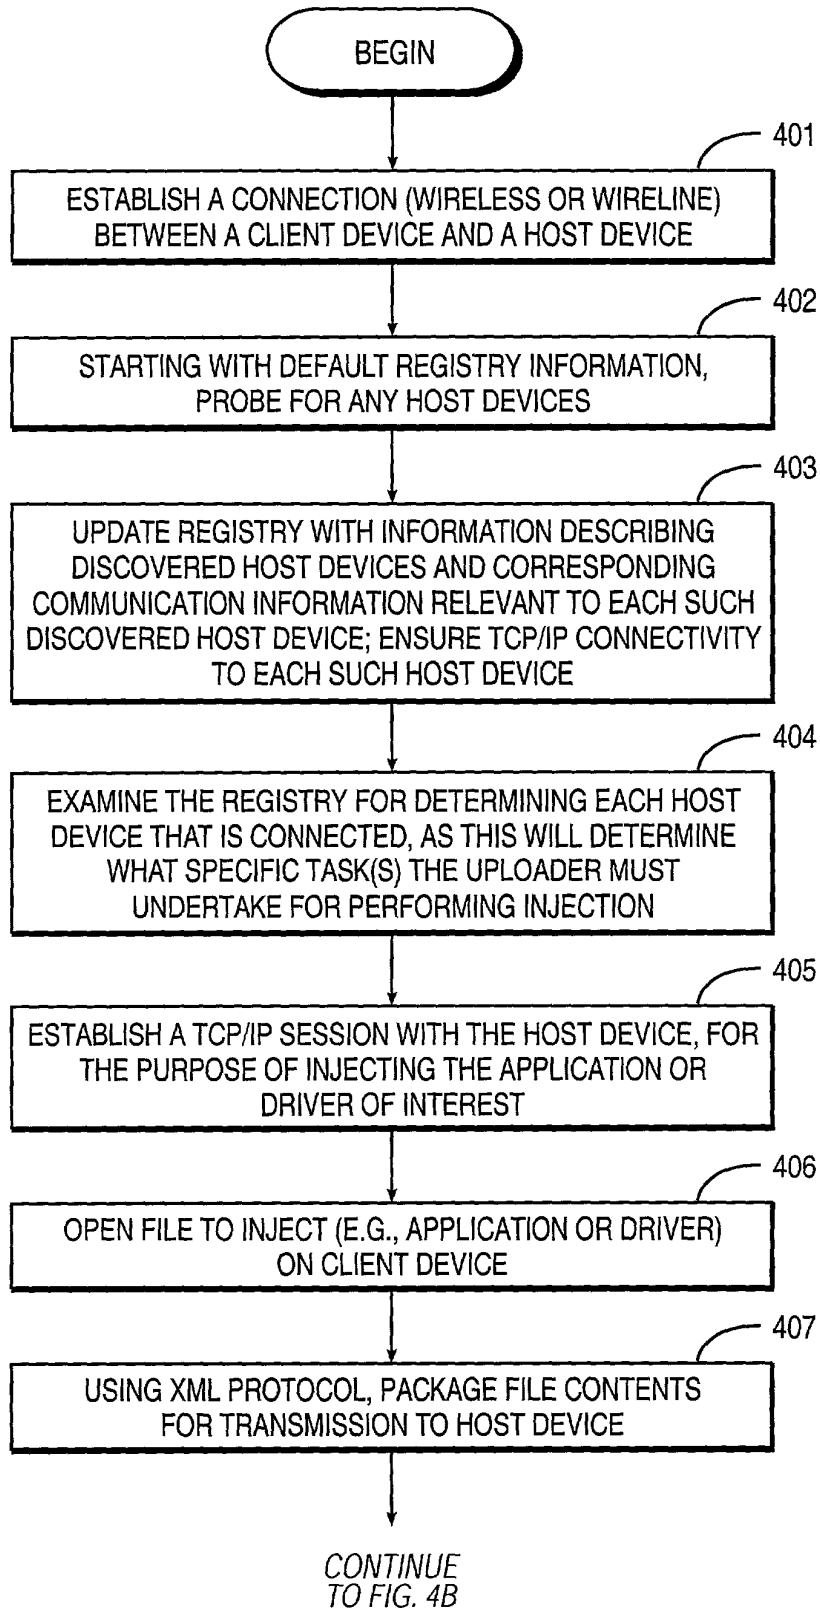 BEGIN
401
ESTABLISH A CONNECTION (WIRELESS OR WIRELINE)
BETWEEN A CLIENT DEVICE AND A HOST DEVICE
402
STARTING WITH DEFAULT REGISTRY INFORMATION,
PROBE FOR ANY HOST DEVICES
403
UPDATE REGISTRY WITH INFORMATION DESCRIBING
DISCOVERED HOST DEVICES AND CORRESPONDING
COMMUNICATION INFORMATION RELEVANT TO EACH SUCH
DISCOVERED HOST DEVICE; ENSURE TCP/IP CONNECTIVITY
TO EACH SUCH HOST DEVICE
404
EXAMINE THE REGISTRY FOR DETERMINING EACH HOST
DEVICE THAT IS CONNECTED, AS THIS WILL DETERMINE
WHAT SPECIFIC TASK(S) THE UPLOADER MUST
UNDERTAKE FOR PERFORMING INJECTION
405
ESTABLISH A TCP/IP SESSION WITH THE HOST DEVICE, FOR
THE PURPOSE OF INJECTING THE APPLICATION OR
DRIVER OF INTEREST
406
OPEN FILE TO INJECT (E.G., APPLICATION OR DRIVER)
ON CLIENT DEVICE
407
USING XML PROTOCOL, PACKAGE FILE CONTENTS
FOR TRANSMISSION TO HOST DEVICE
CONTINUE
TO FIG. 4B